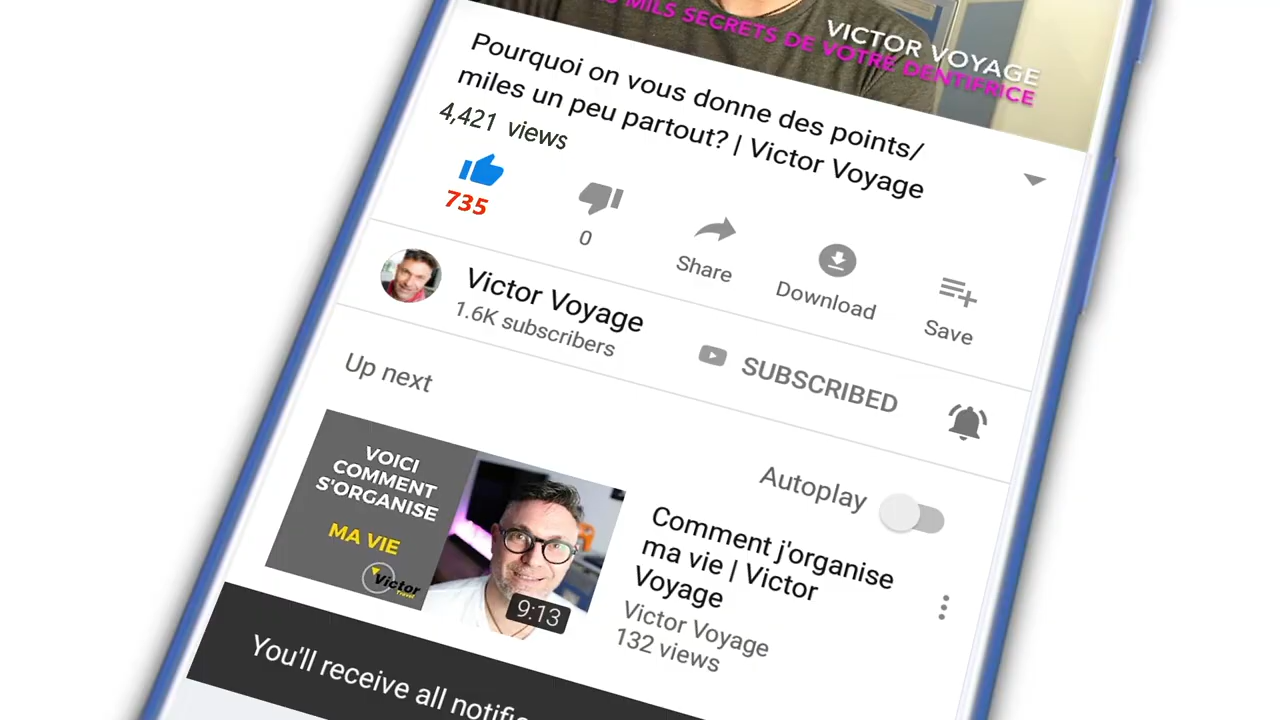 VICTOR VOYAGE
MILS SECRETS DE VOTRE DENTIFRICE
Pourquoi on vous donne des points/
miles un peu partout? | Victor Voyage
4,421 views
735
0
Share
Download
Save
Victor Voyage
1.6K subscribers
SUBSCRIBED
Up next
Autoplay
VOICI
COMMENT
S'ORGANISE
MA VIE
Victor
Travel
9:13
Comment j'organise
ma vie | Victor
Voyage
Victor Voyage
132 views
You'll receive all